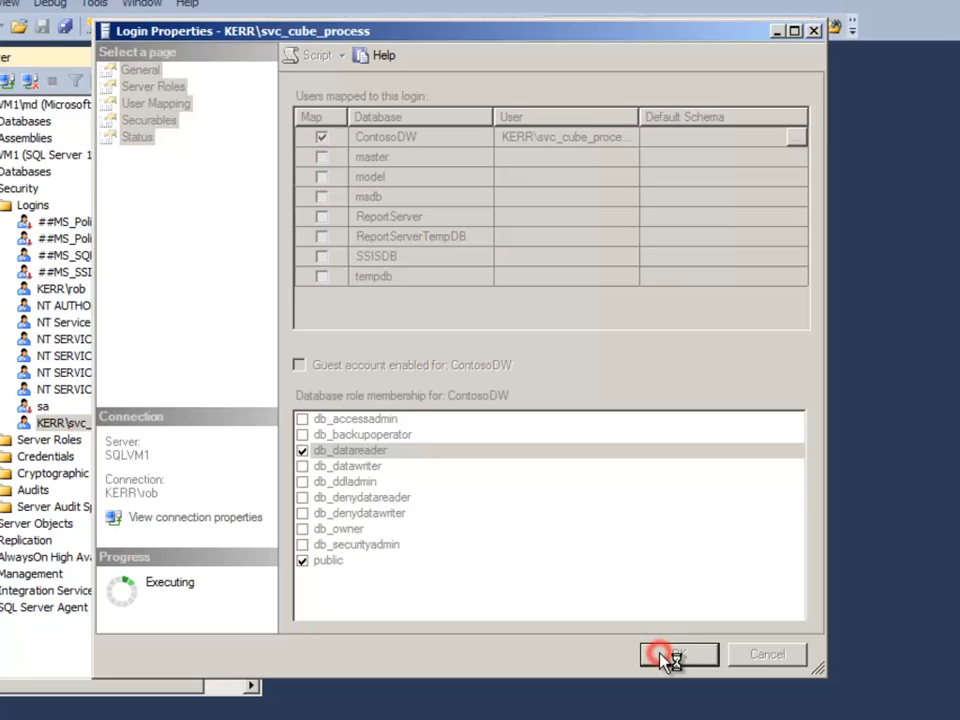 View Debug Tools Window Help
Login Properties - KERR\svc_cube_process
Select a page
General
Server Roles
User Mapping
Securables
Status
Script
Help
Users mapped to this login:
Map Database User Default Schema
ContosoDW KERR\svc_cube_proce... ...
master
model
msdb
ReportServer
ReportServerTempDB
SSISDB
tempdb
Guest account enabled for: ContosoDW
Database role membership for: ContosoDW
db_accessadmin
db_backupoperator
db_datareader
db_datawriter
db_ddladmin
db_denydatareader
db_denydatawriter
db_owner
db_securityadmin
public
Connection
Server:
SQLVM1
Connection:
KERR\rob
View connection properties
Progress
Executing
Cancel
er
VM1\md (Microsoft
Databases
Assemblies
VM1 (SQL Server 1
Databases
Security
Logins
##MS_Poli
##MS_Poli
##MS_SQ
##MS_SSI
KERR\rob
NT AUTHO
NT Service
NT SERVIC
NT SERVIC
NT SERVIC
NT SERVIC
sa
KERR\svc_
Server Roles
Credentials
Cryptographic
Audits
Server Audit Sp
Server Objects
Replication
AlwaysOn High Ava
Management
Integration Service
SQL Server Agent